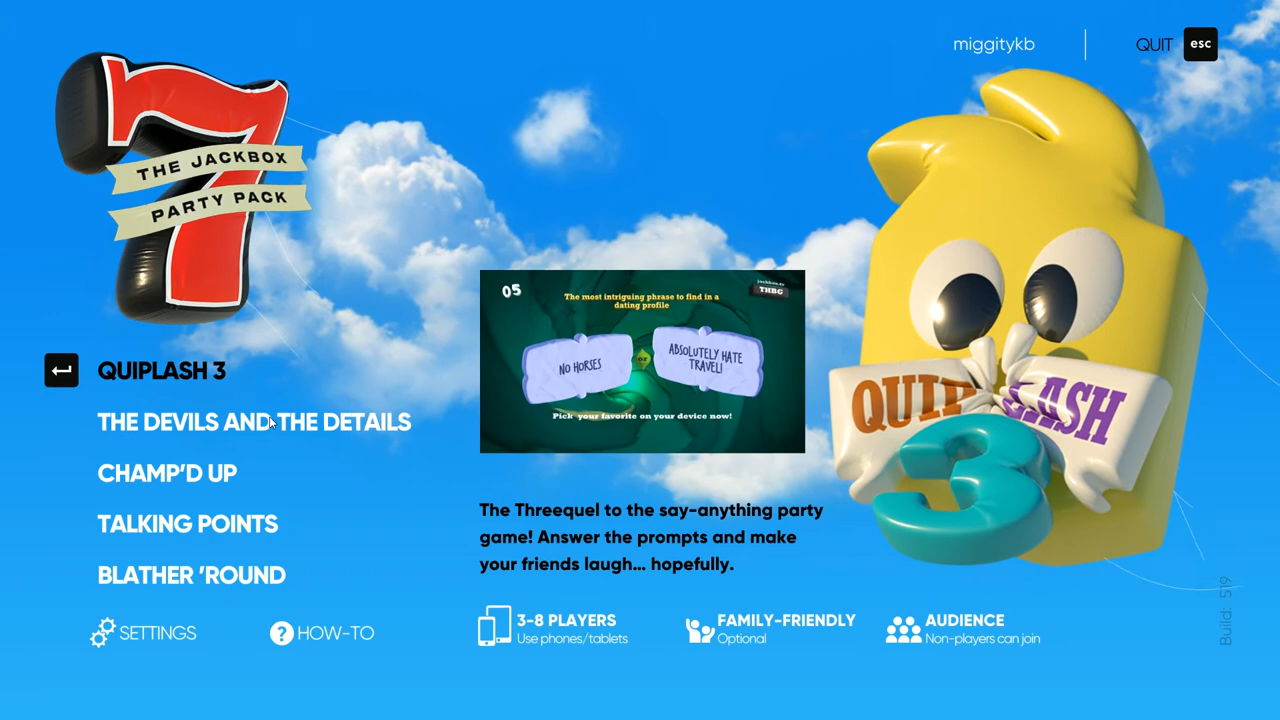 miggitykb
QUIT
esc
THE JACKBOX
PARTY PACK
7
QUIPLASH 3
THE DEVILS AND THE DETAILS
CHAMP'D UP
TALKING POINTS
BLATHER 'ROUND
SETTINGS
HOW-TO
05
The most intriguing phrase to find in a
dating profile
jackbox.tv
THBG
NO HORSES
or
ABSOLUTELY HATE
TRAVEL!
Pick your favorite on your device now!
The Threequel to the say-anything party
game! Answer the prompts and make
your friends laugh... hopefully.
3-8 PLAYERS
Use phones/tablets
FAMILY-FRIENDLY
Optional
AUDIENCE
Non-players can join
QUIPLASH
3
Build: 519